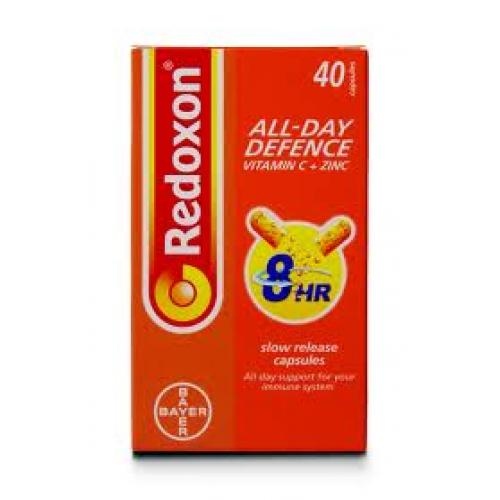 Redoxon®
40 capsules
ALL-DAY
DEFENCE
VITAMIN C + ZINC
8HR
slow release
capsules
All day support for your
immune system
BAYER
BAYER